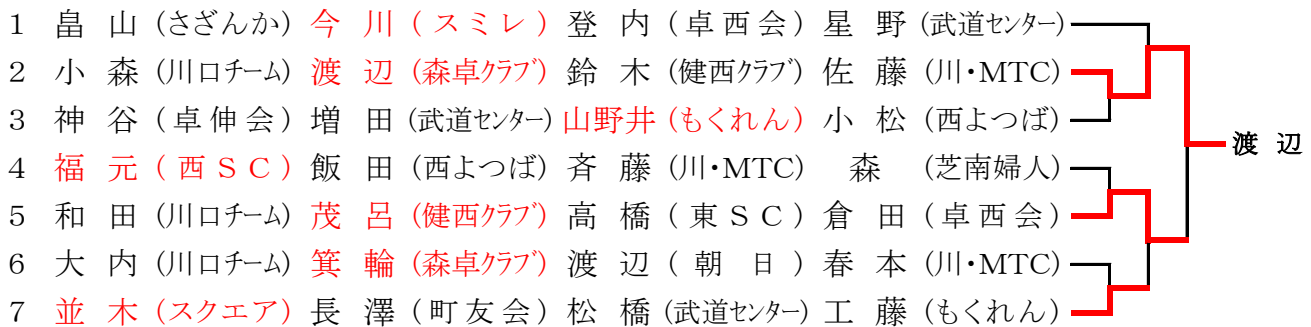 1 畠 山 (さざんか) 今 川 (スミレ) 登 内 (卓西会) 星 野 (武道センター)
2 小 森 (川口チーム) 渡 辺 (森卓クラブ) 鈴 木 (健西クラブ) 佐 藤 (川・MTC)
3 神 谷 (卓伸会) 増 田 (武道センター) 山野井 (もくれん) 小 松 (西よつば)
渡 辺
4 福 元 (西SC) 飯 田 (西よつば) 斉 藤 (川・MTC) 森 (芝南婦人)
5 和 田 (川口チーム) 茂 呂 (健西クラブ) 高 橋 (東SC) 倉 田 (卓西会)
6 大 内 (川口チーム) 箕 輪 (森卓クラブ) 渡 辺 (朝 日) 春 本 (川・MTC)
7 並 木 (スクエア) 長 澤 (町友会) 松 橋 (武道センター) 工 藤 (もくれん)